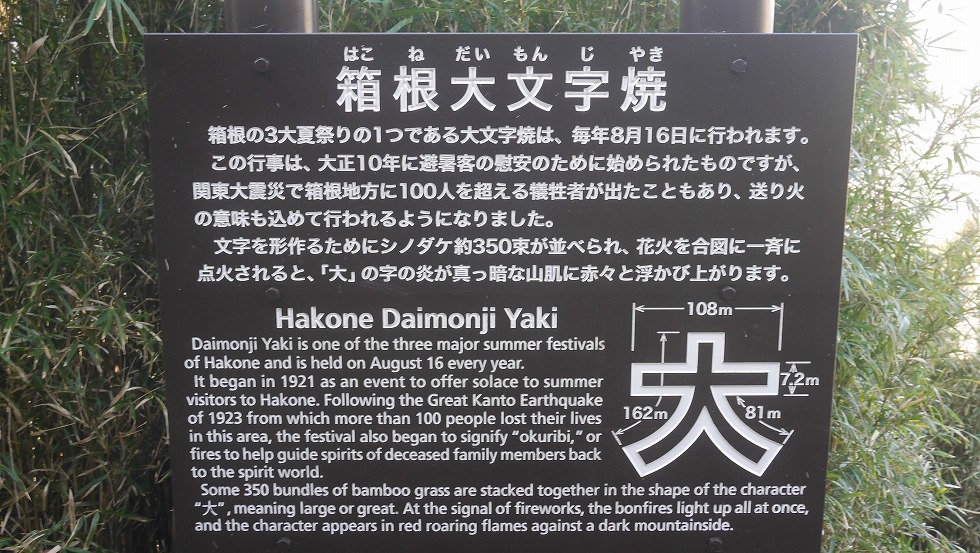 はこ ね だい もん じ やき
箱根大文字焼
箱根の3大夏祭りの1つである大文字焼は、毎年8月16日に行われます。
この行事は、大正10年に避暑客の慰安のために始められたものですが、
関東大震災で箱根地方に100人を超える犠牲者が出たこともあり、送り火
の意味も込めて行われるようになりました。
文字を形作るためにシノダケ約350束が並べられ、花火を合図に一斉に
点火されると、「大」の字の炎が真っ暗な山肌に赤々と浮かび上がります。
Hakone Daimonji Yaki
Daimonji Yaki is one of the three major summer festivals
of Hakone and is held on August 16 every year.
It began in 1921 as an event to offer solace to summer
visitors to Hakone. Following the Great Kanto Earthquake
of 1923 from which more than 100 people lost their lives
in this area, the festival also began to signify "okuribi," or
fires to help guide spirits of deceased family members back
to the spirit world.
Some 350 bundles of bamboo grass are stacked together in the shape of the character
"大", meaning large or great. At the signal of fireworks, the bonfires light up all at once,
and the character appears in red roaring flames against a dark mountainside.
108m
大
7.2m
162m
81m